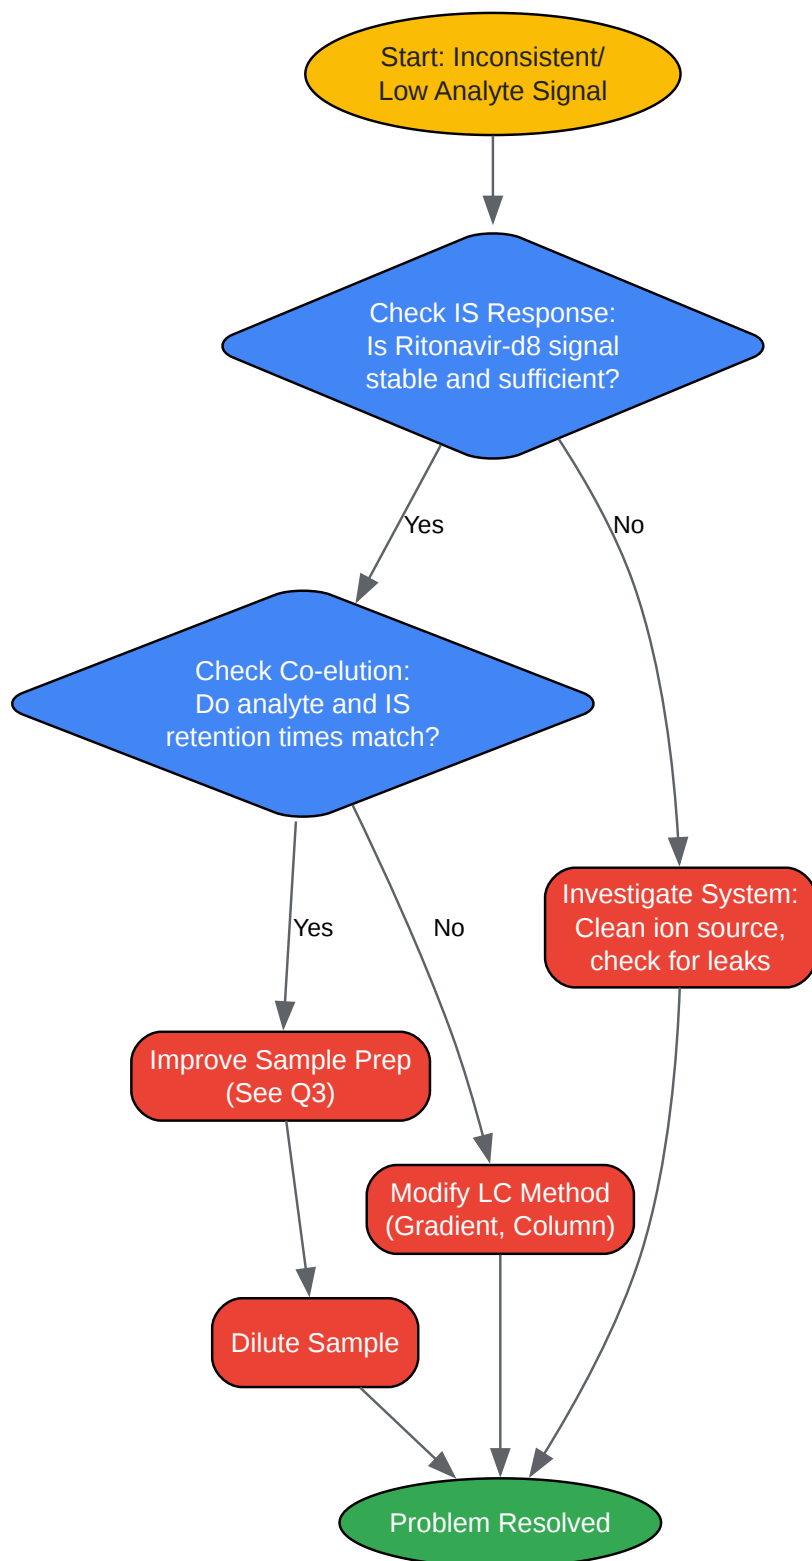 Start: Inconsistent/
Low Analyte Signal
Check IS Response:
Is Ritonavir-d8 signal
stable and sufficient?
Yes
No
Check Co-elution:
Do analyte and IS
retention times match?
Investigate System:
Clean ion source,
check for leaks
Yes
No
Improve Sample Prep
(See Q3)
Modify LC Method
(Gradient, Column)
Dilute Sample
Problem Resolved